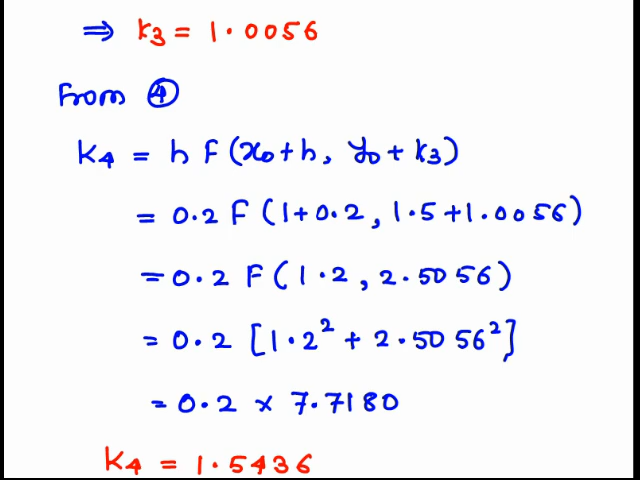 ⇒ K₃ = 1.0056
From ④
K₄ = h F(x₀+h, y₀+K₃)
= 0.2 F(1+0.2, 1.5+1.0056)
= 0.2 F(1.2, 2.5056)
= 0.2 [1.2² + 2.5056²]
= 0.2 × 7.7180
K₄ = 1.5436